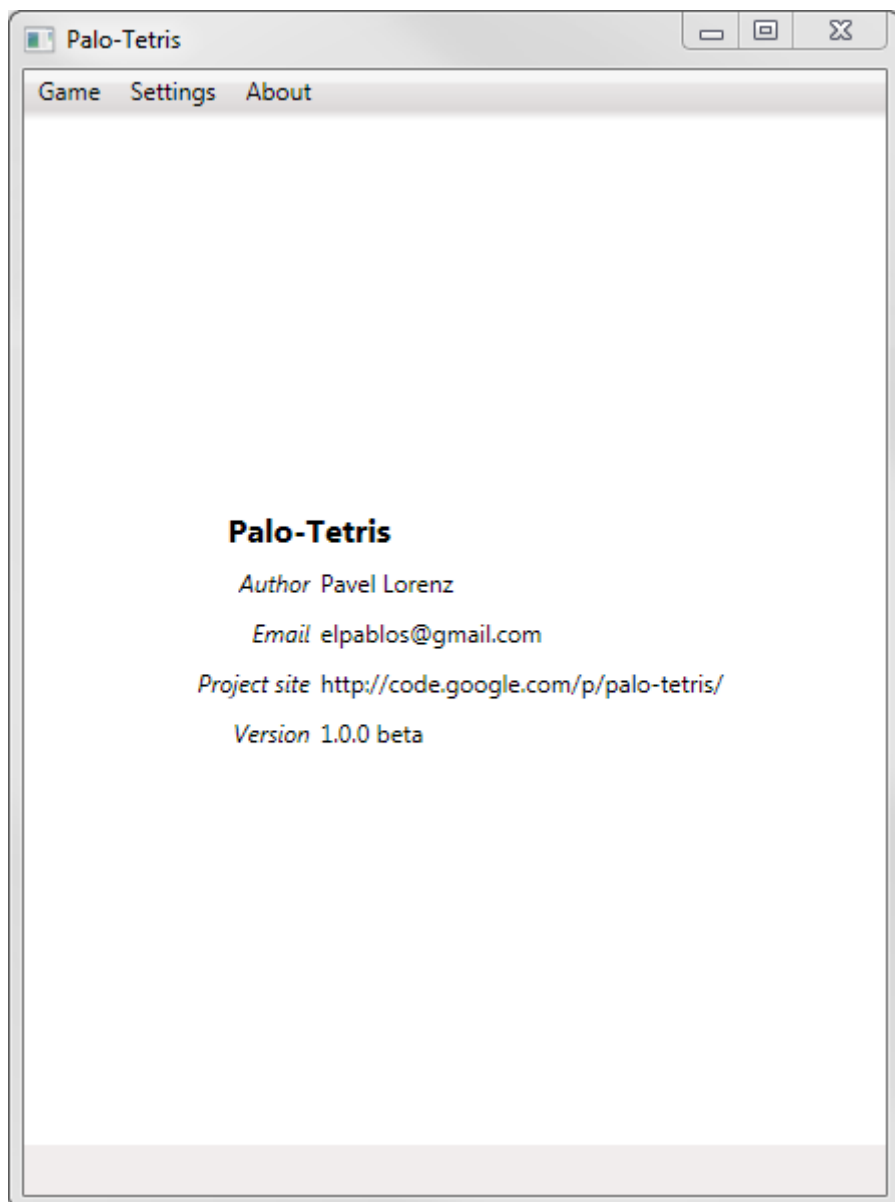 Palo-Tetris
Game Settings About
Palo-Tetris
Author Pavel Lorenz
Email elpablos@gmail.com
Project site http://code.google.com/p/palo-tetris/
Version 1.0.0 beta